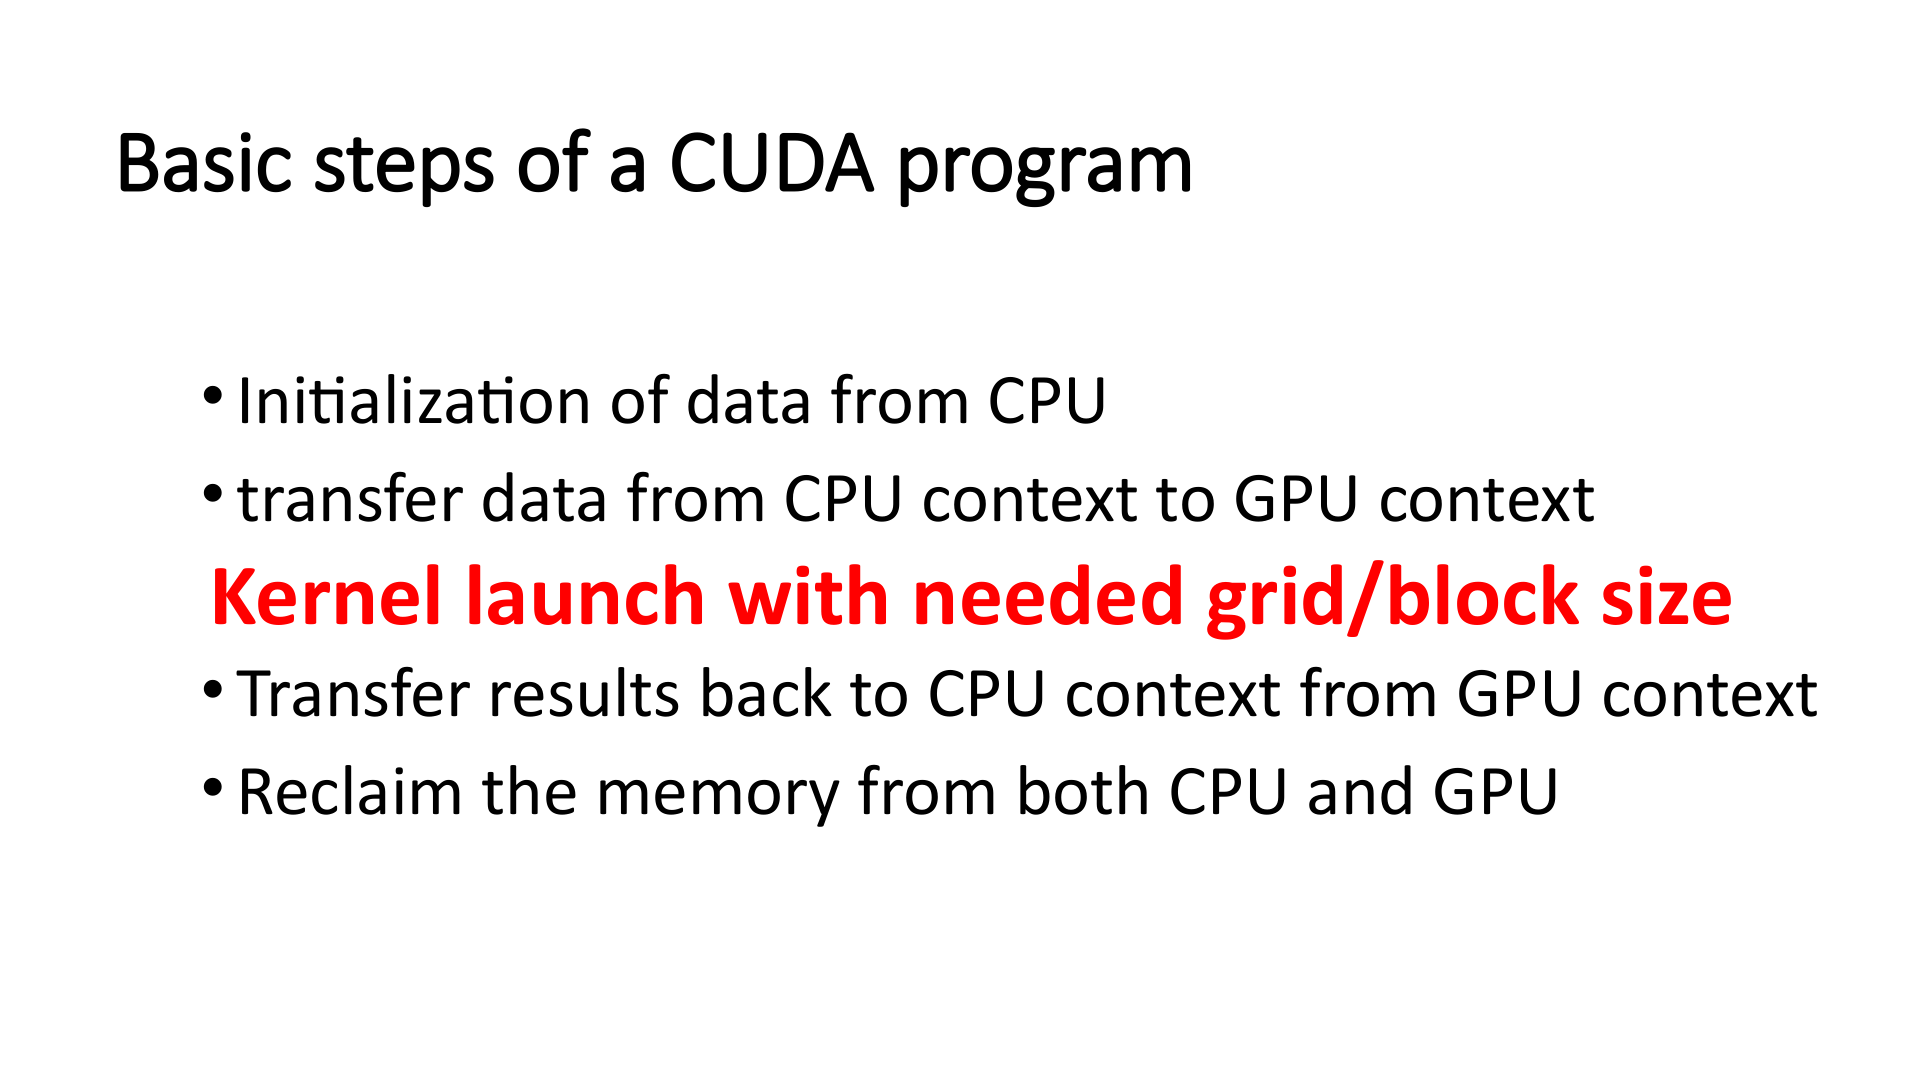 Basic steps of a CUDA program
• Initialization of data from CPU
• transfer data from CPU context to GPU context
Kernel launch with needed grid/block size
• Transfer results back to CPU context from GPU context
• Reclaim the memory from both CPU and GPU